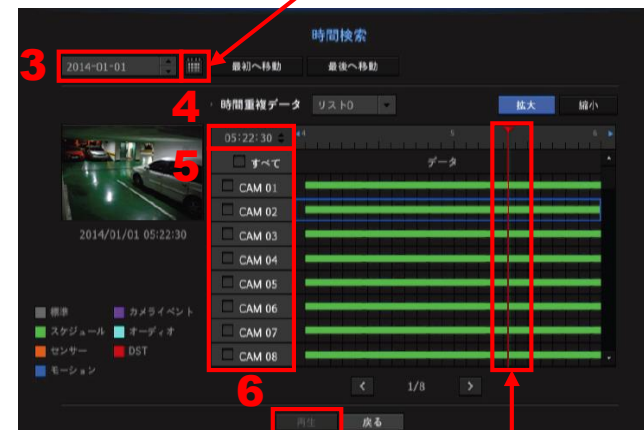 時間検索
3
2014-01-01
最初へ移動 最後へ移動
4
時間重複データ リスト0 拡大 縮小
5
05:22:30 4 5 6
すべて データ
CAM 01
CAM 02
CAM 03
CAM 04
CAM 05
CAM 06
CAM 07
CAM 08
2014/01/01 05:22:30
標準 カメライベント
スケジュール オーディオ
センサー DST
モーション
6
< 1/8 >
再生 戻る